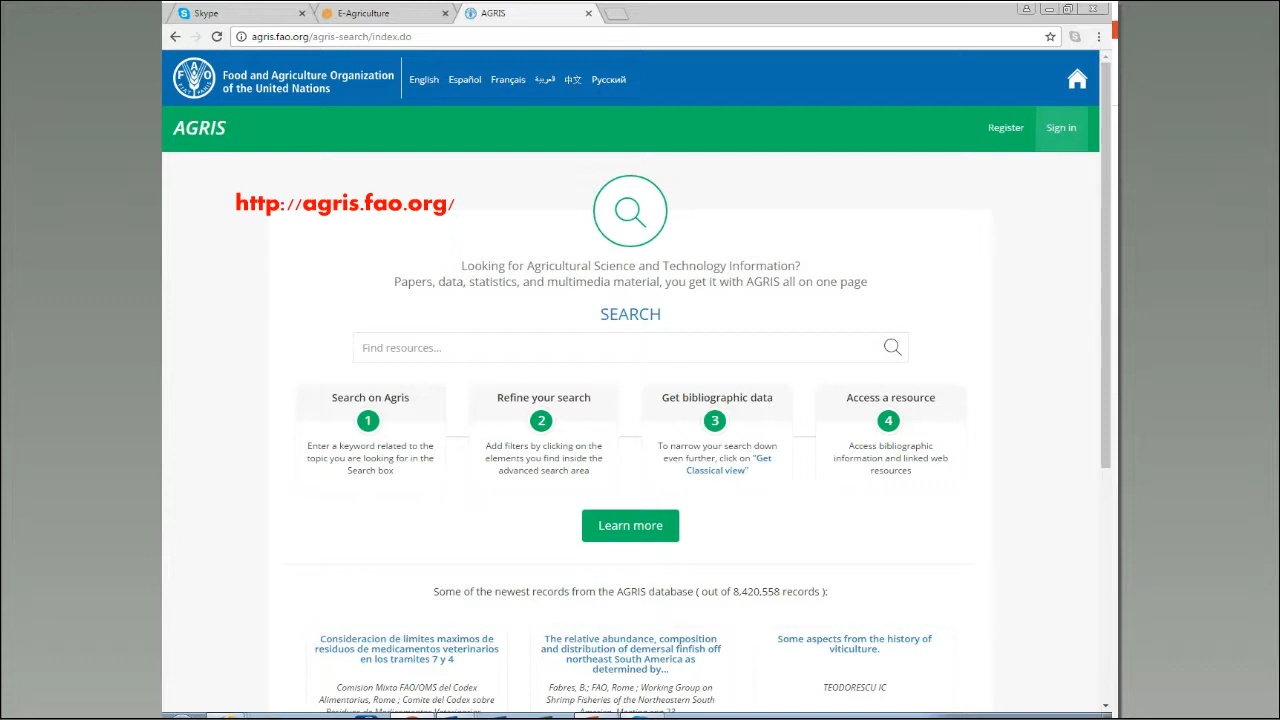 Skype
E-Agriculture
AGRIS
agris.fao.org/agris-search/index.do
Food and Agriculture Organization
of the United Nations
English Español Français العربية 中文 Русский
AGRIS
Register
Sign in
http://agris.fao.org/
Looking for Agricultural Science and Technology Information?
Papers, data, statistics, and multimedia material, you get it with AGRIS all on one page
SEARCH
Find resources...
Search on Agris
1
Enter a keyword related to the
topic you are looking for in the
Search box
Refine your search
2
Add filters by clicking on the
elements you find inside the
advanced search area
Get bibliographic data
3
To narrow your search down
even further, click on "Get
Classical view"
Access a resource
4
Access bibliographic
information and linked web
resources
Learn more
Some of the newest records from the AGRIS database ( out of 8,420,558 records ):
Consideracion de limites maximos de
residuos de medicamentos veterinarios
en los tramites 7 y 4
Comision Mixta FAO/OMS del Codex
Alimentarius, Rome ; Comite del Codex sobre
Residuos de Medicamentos Veterinarios
The relative abundance, composition
and distribution of demersal finfish off
northeast South America as
determined by...
Fabres, B.; FAO, Rome ; Working Group on
Shrimp Fisheries of the Northeastern South
America. Meeting
Some aspects from the history of
viticulture.
TEODORESCU IC